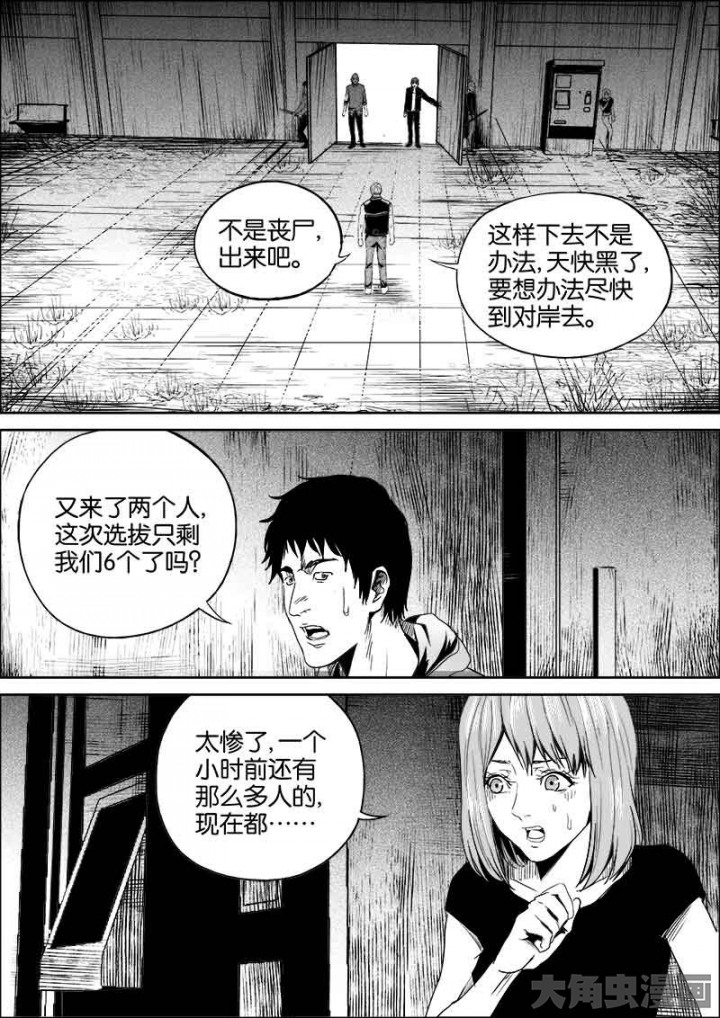 不是丧尸，
出来吧。
这样下去不是
办法，天快黑了，
要想办法尽快
到对岸去。
又来了两个人，
这次选拔只剩
我们6个了吗？
太惨了，一个
小时前还有
那么多人的，
现在都……
大角虫漫画